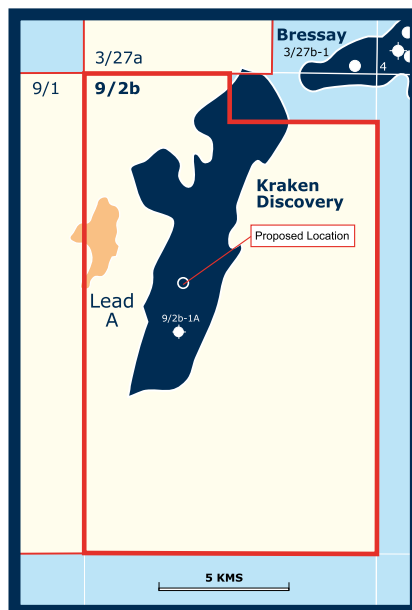 Bressay
3/27b-1
3/27a
4
9/1
9/2b
Kraken
Discovery
Proposed Location
Lead
A
9/2b-1A
5 KMS